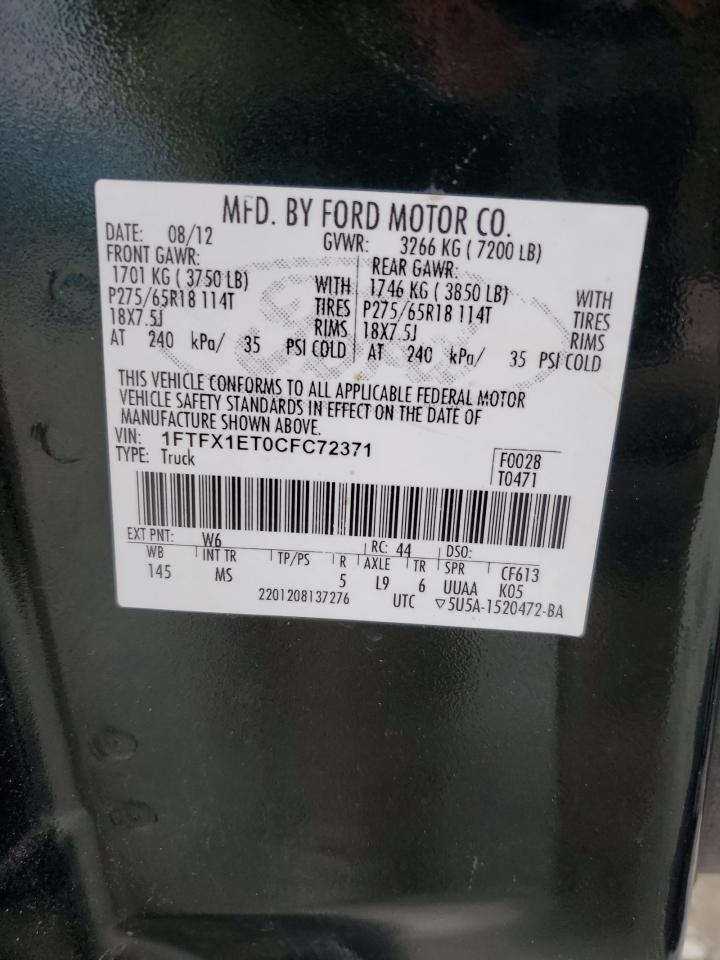 MFD. BY FORD MOTOR CO.
DATE: 08/12 GVWR: 3266 KG ( 7200 LB)
FRONT GAWR: REAR GAWR:
1701 KG ( 3750 LB) WITH 1746 KG ( 3850 LB) WITH
P275/65R18 114T TIRES P275/65R18 114T TIRES
18X7.5J RIMS 18X7.5J RIMS
AT 240 kPa/ 35 PSI COLD AT 240 kPa/ 35 PSI COLD
THIS VEHICLE CONFORMS TO ALL APPLICABLE FEDERAL MOTOR
VEHICLE SAFETY STANDARDS IN EFFECT ON THE DATE OF
MANUFACTURE SHOWN ABOVE.
VIN: 1FTFX1ET0CFC72371
TYPE: Truck
F0028
T0471
EXT PNT: W6 RC: 44 DSO:
WB INT TR TP/PS R AXLE TR SPR CF613
145 MS 5 L9 6 UUAA K05
2201208137276 UTC ▽5U5A-1520472-BA